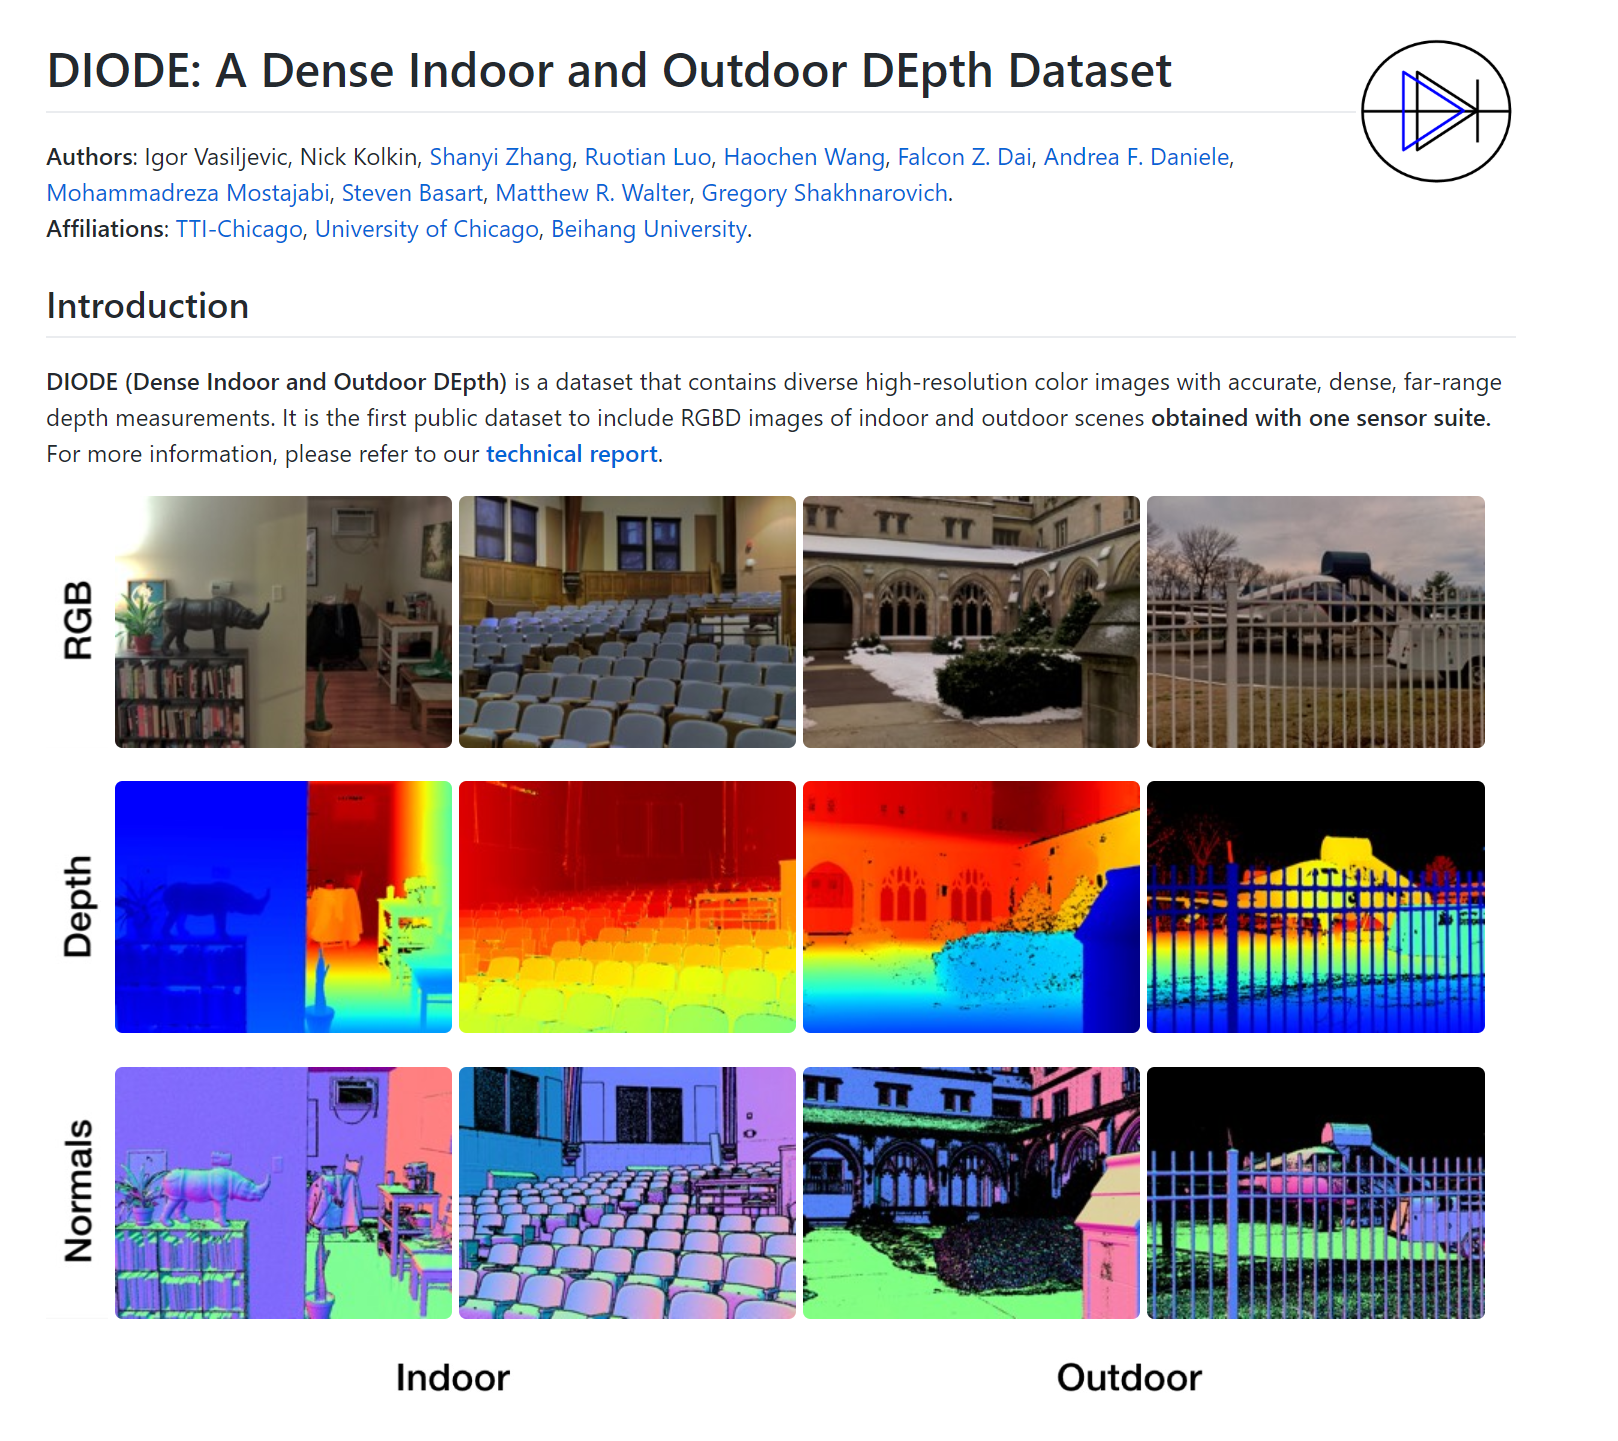 DIODE: A Dense Indoor and Outdoor DEpth Dataset
Authors: Igor Vasiljevic, Nick Kolkin, Shanyi Zhang, Ruotian Luo, Haochen Wang, Falcon Z. Dai, Andrea F. Daniele,
Mohammadreza Mostajabi, Steven Basart, Matthew R. Walter, Gregory Shakhnarovich.
Affiliations: TTI-Chicago, University of Chicago, Beihang University.
Introduction
DIODE (Dense Indoor and Outdoor DEpth) is a dataset that contains diverse high-resolution color images with accurate, dense, far-range
depth measurements. It is the first public dataset to include RGBD images of indoor and outdoor scenes obtained with one sensor suite.
For more information, please refer to our technical report.
RGB
Depth
Normals
Indoor
Outdoor